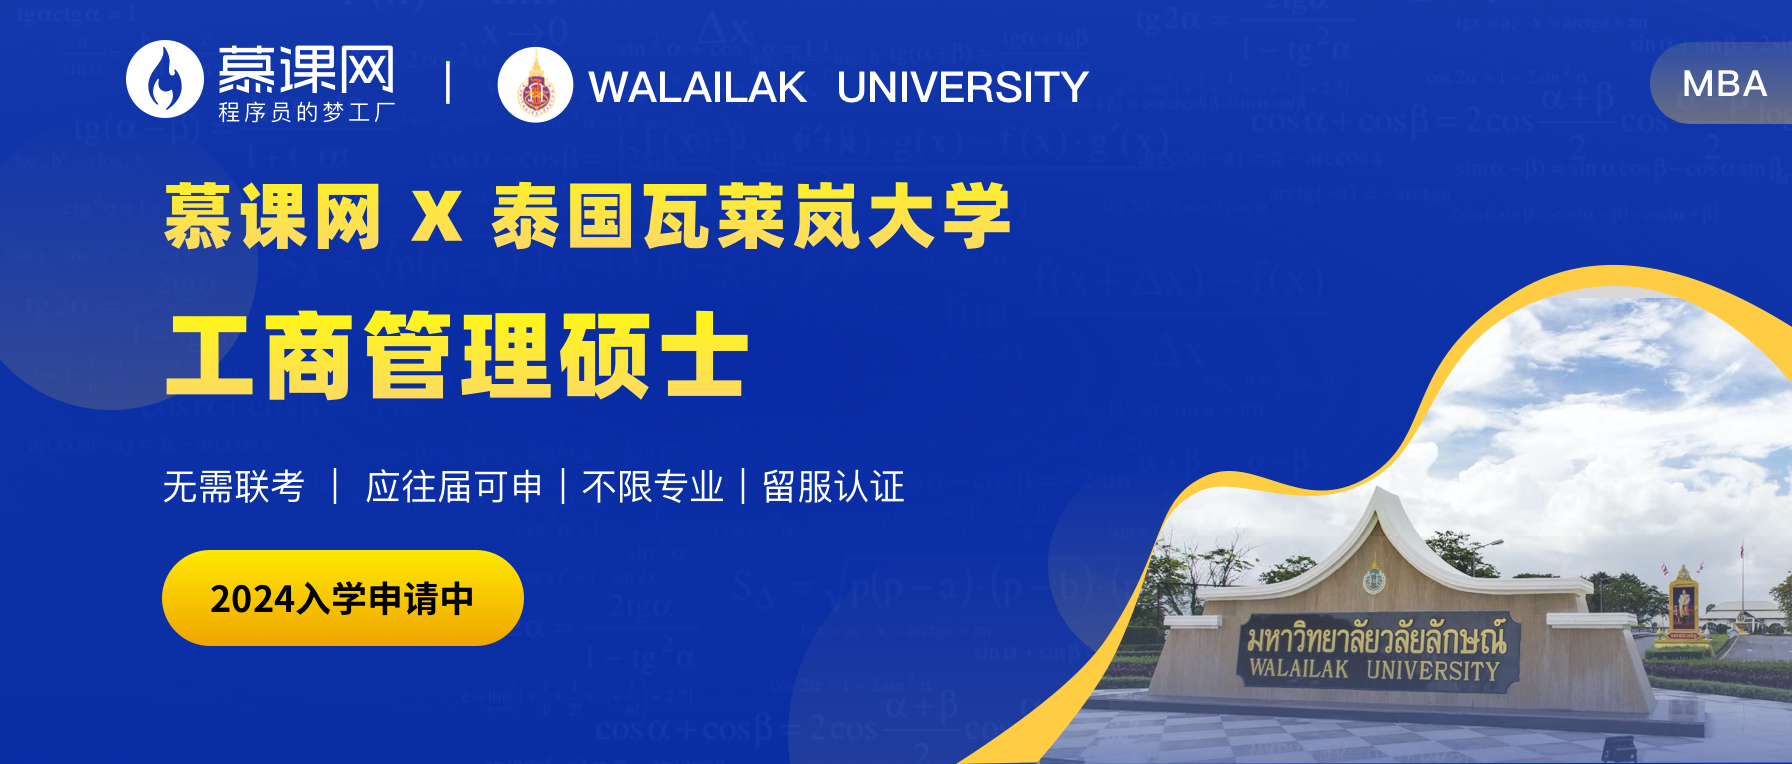 慕课网
程序员的梦工厂
WALAILAK UNIVERSITY
MBA
慕课网 X 泰国瓦莱岚大学
工商管理硕士
无需联考 | 应往届可申 | 不限专业 | 留服认证
2024入学申请中
มหาวิทยาลัยวลัยลักษณ์
WALAILAK UNIVERSITY